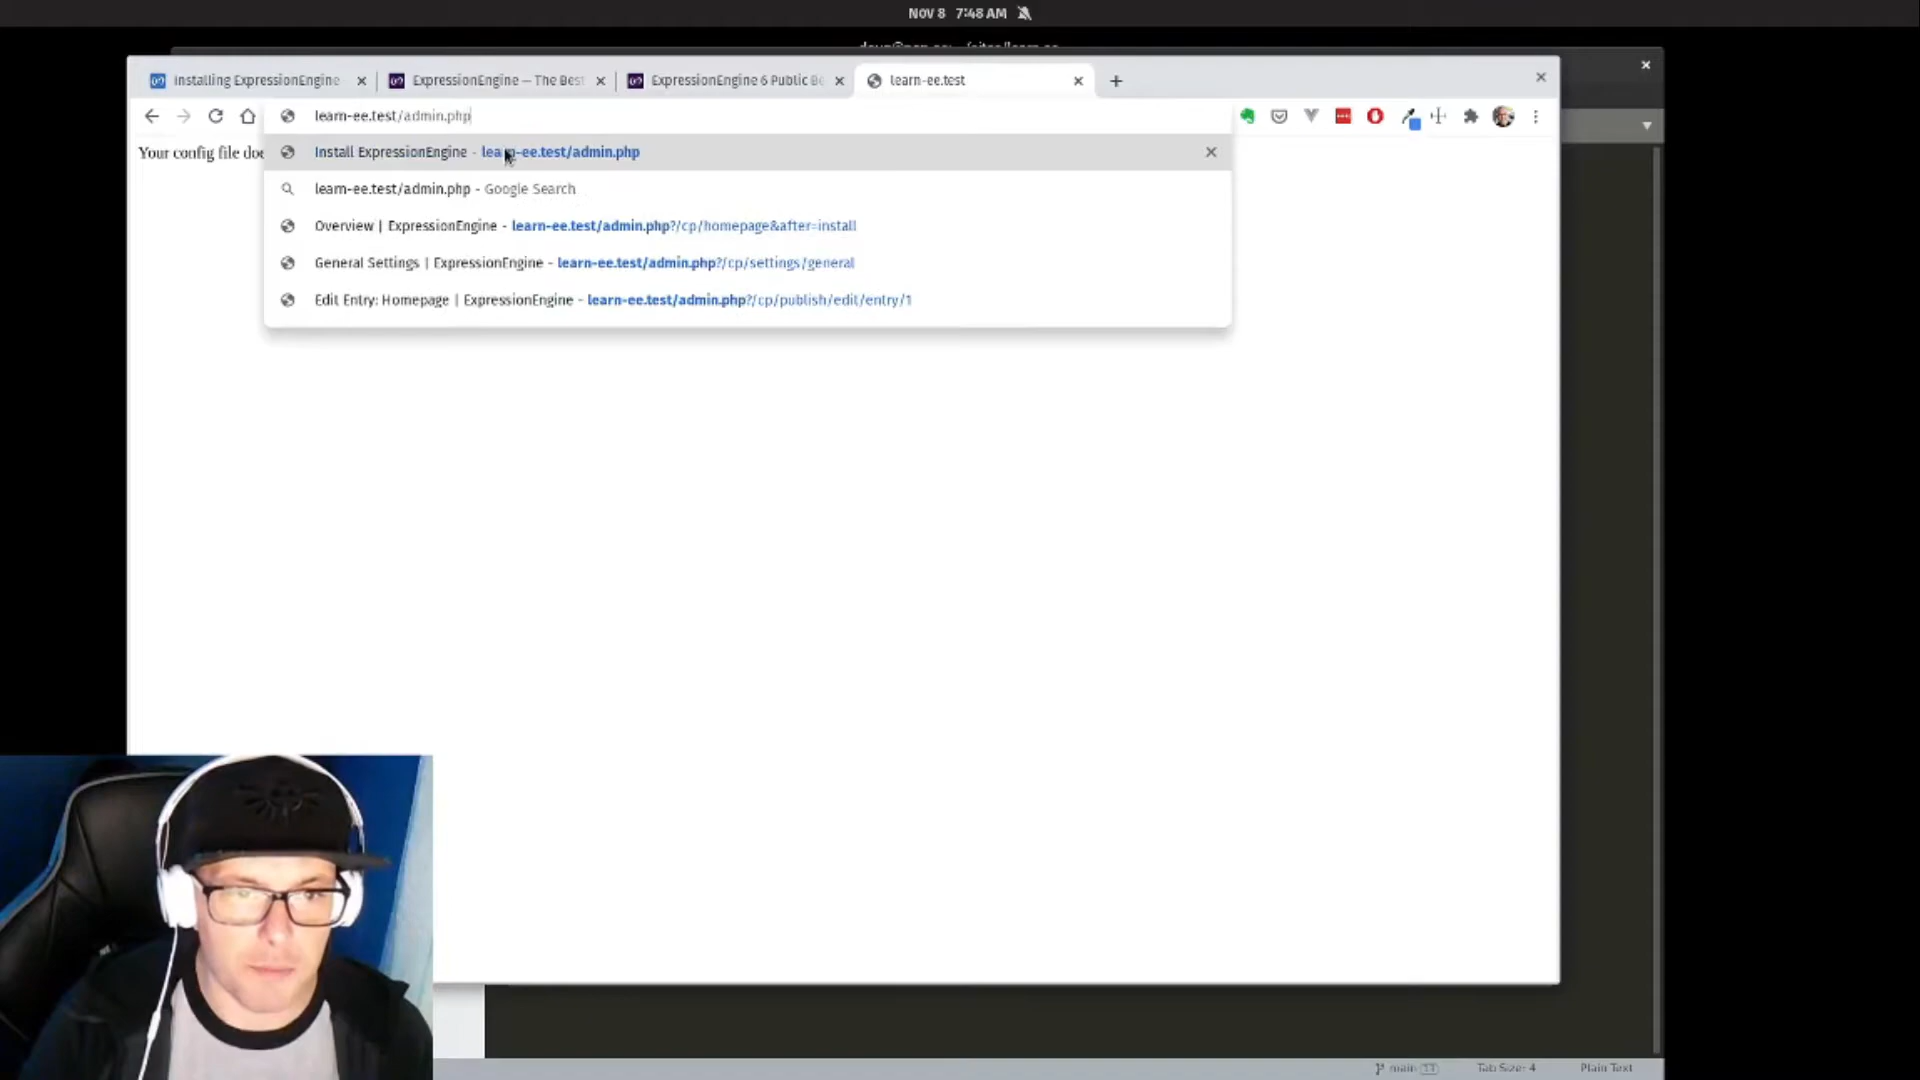 NOV 8 7:48 AM
Installing ExpressionEngine
ExpressionEngine — The Best
ExpressionEngine 6 Public Be
learn-ee.test
learn-ee.test/admin.php
Your config file doe
Install ExpressionEngine - learn-ee.test/admin.php
learn-ee.test/admin.php - Google Search
Overview | ExpressionEngine - learn-ee.test/admin.php?/cp/homepage&after=install
General Settings | ExpressionEngine - learn-ee.test/admin.php?/cp/settings/general
Edit Entry: Homepage | ExpressionEngine - learn-ee.test/admin.php?/cp/publish/edit/entry/1
main
Tab Size: 4
Plain Text